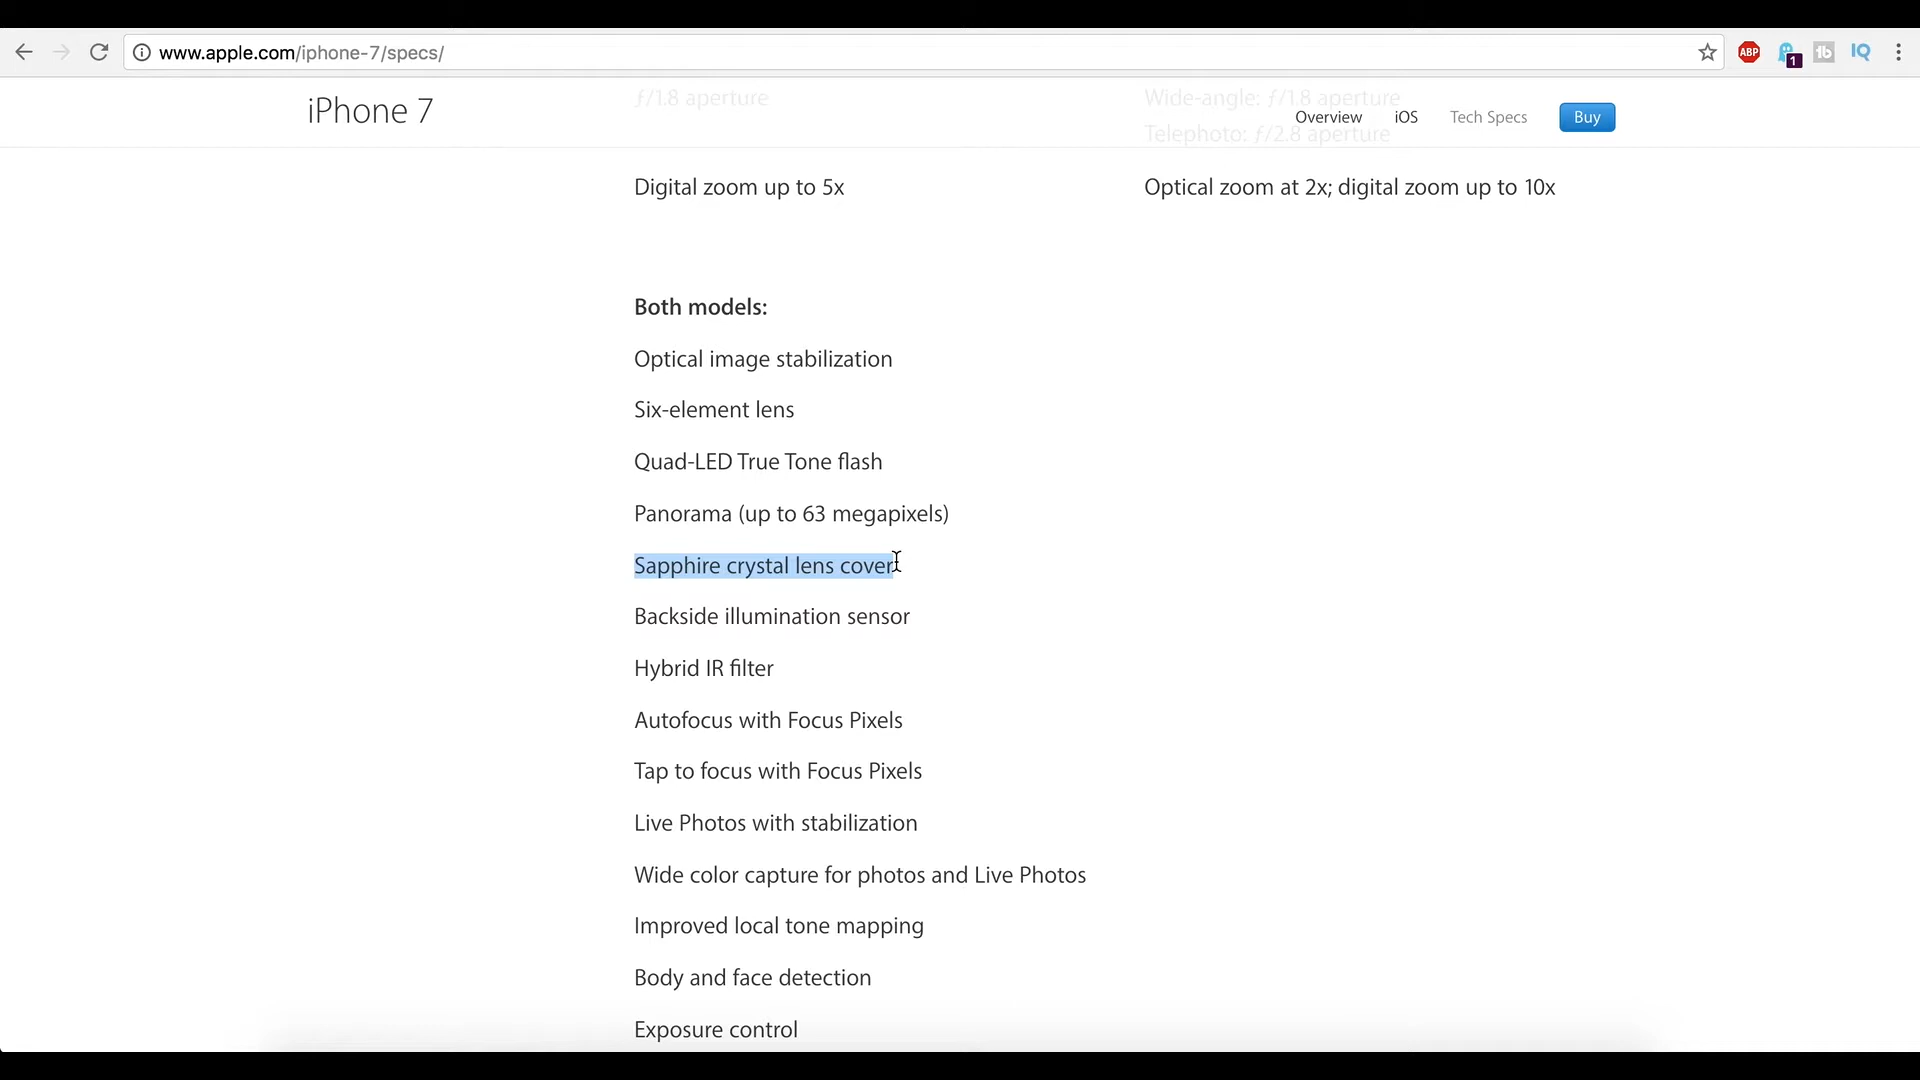 www.apple.com/iphone-7/specs/
ABP
1
tb
IQ
iPhone 7
ƒ/1.8 aperture
Wide-angle: ƒ/1.8 aperture
Overview
iOS
Tech Specs
Buy
Telephoto: ƒ/2.8 aperture
Digital zoom up to 5x
Optical zoom at 2x; digital zoom up to 10x
Both models:
Optical image stabilization
Six-element lens
Quad-LED True Tone flash
Panorama (up to 63 megapixels)
Sapphire crystal lens cover
Backside illumination sensor
Hybrid IR filter
Autofocus with Focus Pixels
Tap to focus with Focus Pixels
Live Photos with stabilization
Wide color capture for photos and Live Photos
Improved local tone mapping
Body and face detection
Exposure control